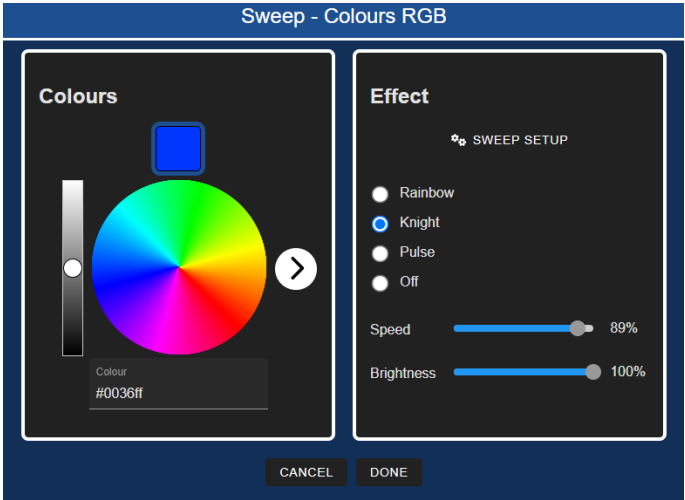 Sweep - Colours RGB
Colours
Colour
#0036ff
Effect
SWEEP SETUP
Rainbow
Knight
Pulse
Off
Speed 89%
Brightness 100%
CANCEL DONE